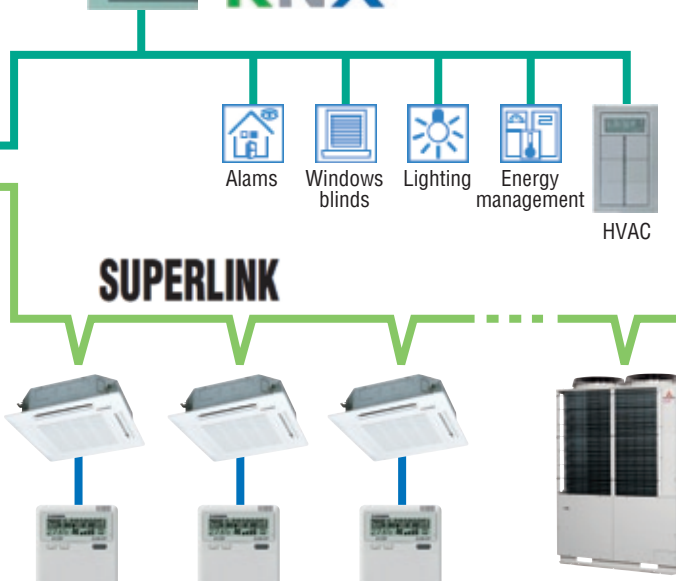 KNX
Alams
Windows
blinds
Lighting
Energy
management
HVAC
SUPERLINK